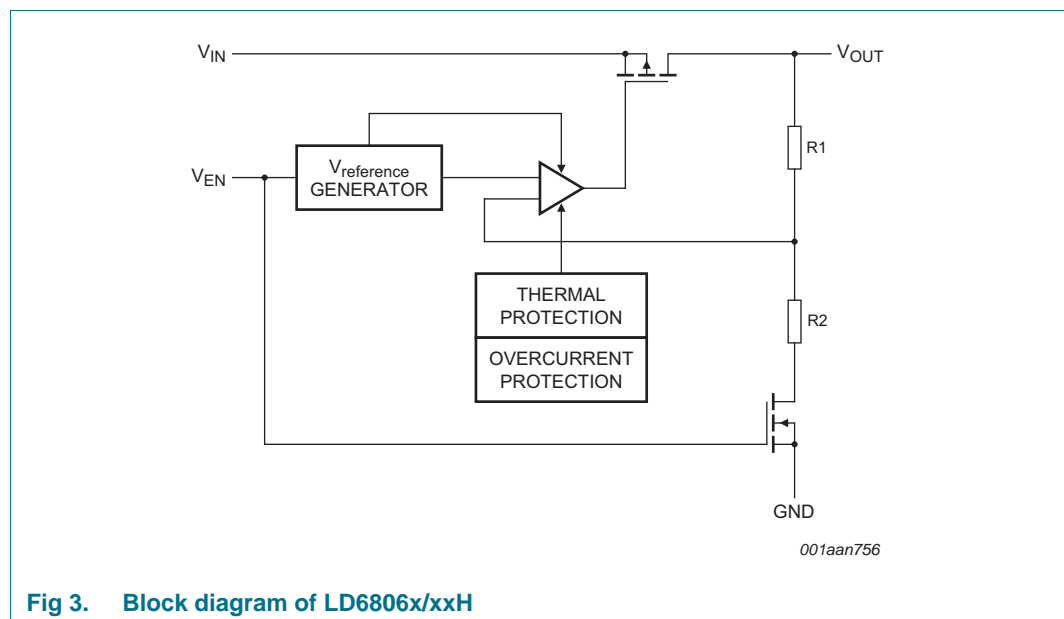 V_IN
V_OUT
R1
V_EN
V_reference
GENERATOR
THERMAL
PROTECTION
R2
OVERCURRENT
PROTECTION
GND
001aan756
Fig 3. Block diagram of LD6806x/xxH